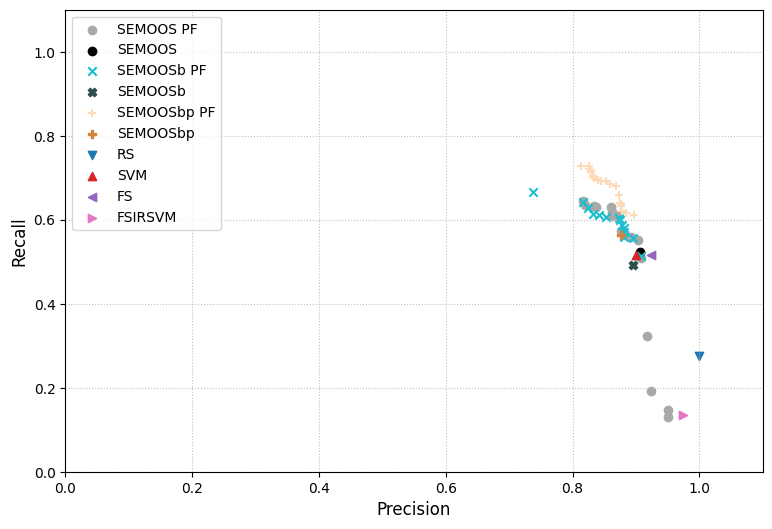 SEMOOS PF
SEMOOS
SEMOOSb PF
SEMOOSb
SEMOOSbp PF
SEMOOSbp
RS
SVM
FS
FSIRSVM
1.0
0.8
0.6
0.4
0.2
0.0
Recall
0.0 0.2 0.4 0.6 0.8 1.0
Precision